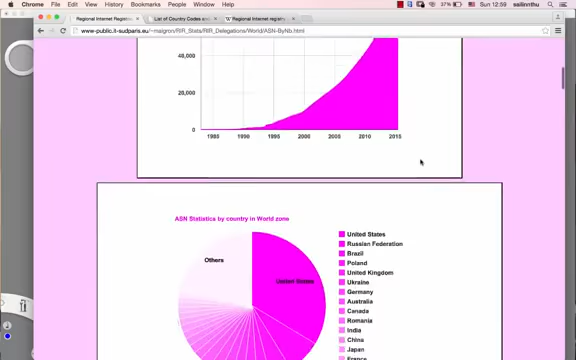 Chrome File Edit View History Bookmarks People Window Help 37% Sun 12:59 sailinnthu
Regional Internet Registries List of Country Codes and Regional Internet registry
www-public.it-sudparis.eu/~maigron/RIR_Stats/RIR_Delegations/World/ASN-ByNb.html
40,000
20,000
0
1985 1990 1995 2000 2005 2010 2015
ASN Statistics by country in World zone
Others
United States
United States
Russian Federation
Brazil
Poland
United Kingdom
Ukraine
Germany
Australia
Canada
Romania
India
China
Japan
France